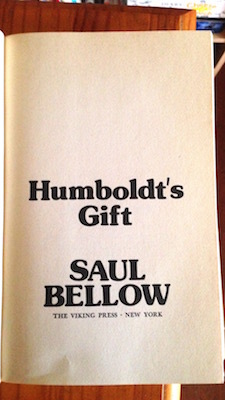 Humboldt's
Gift
SAUL
BELLOW
THE VIKING PRESS · NEW YORK